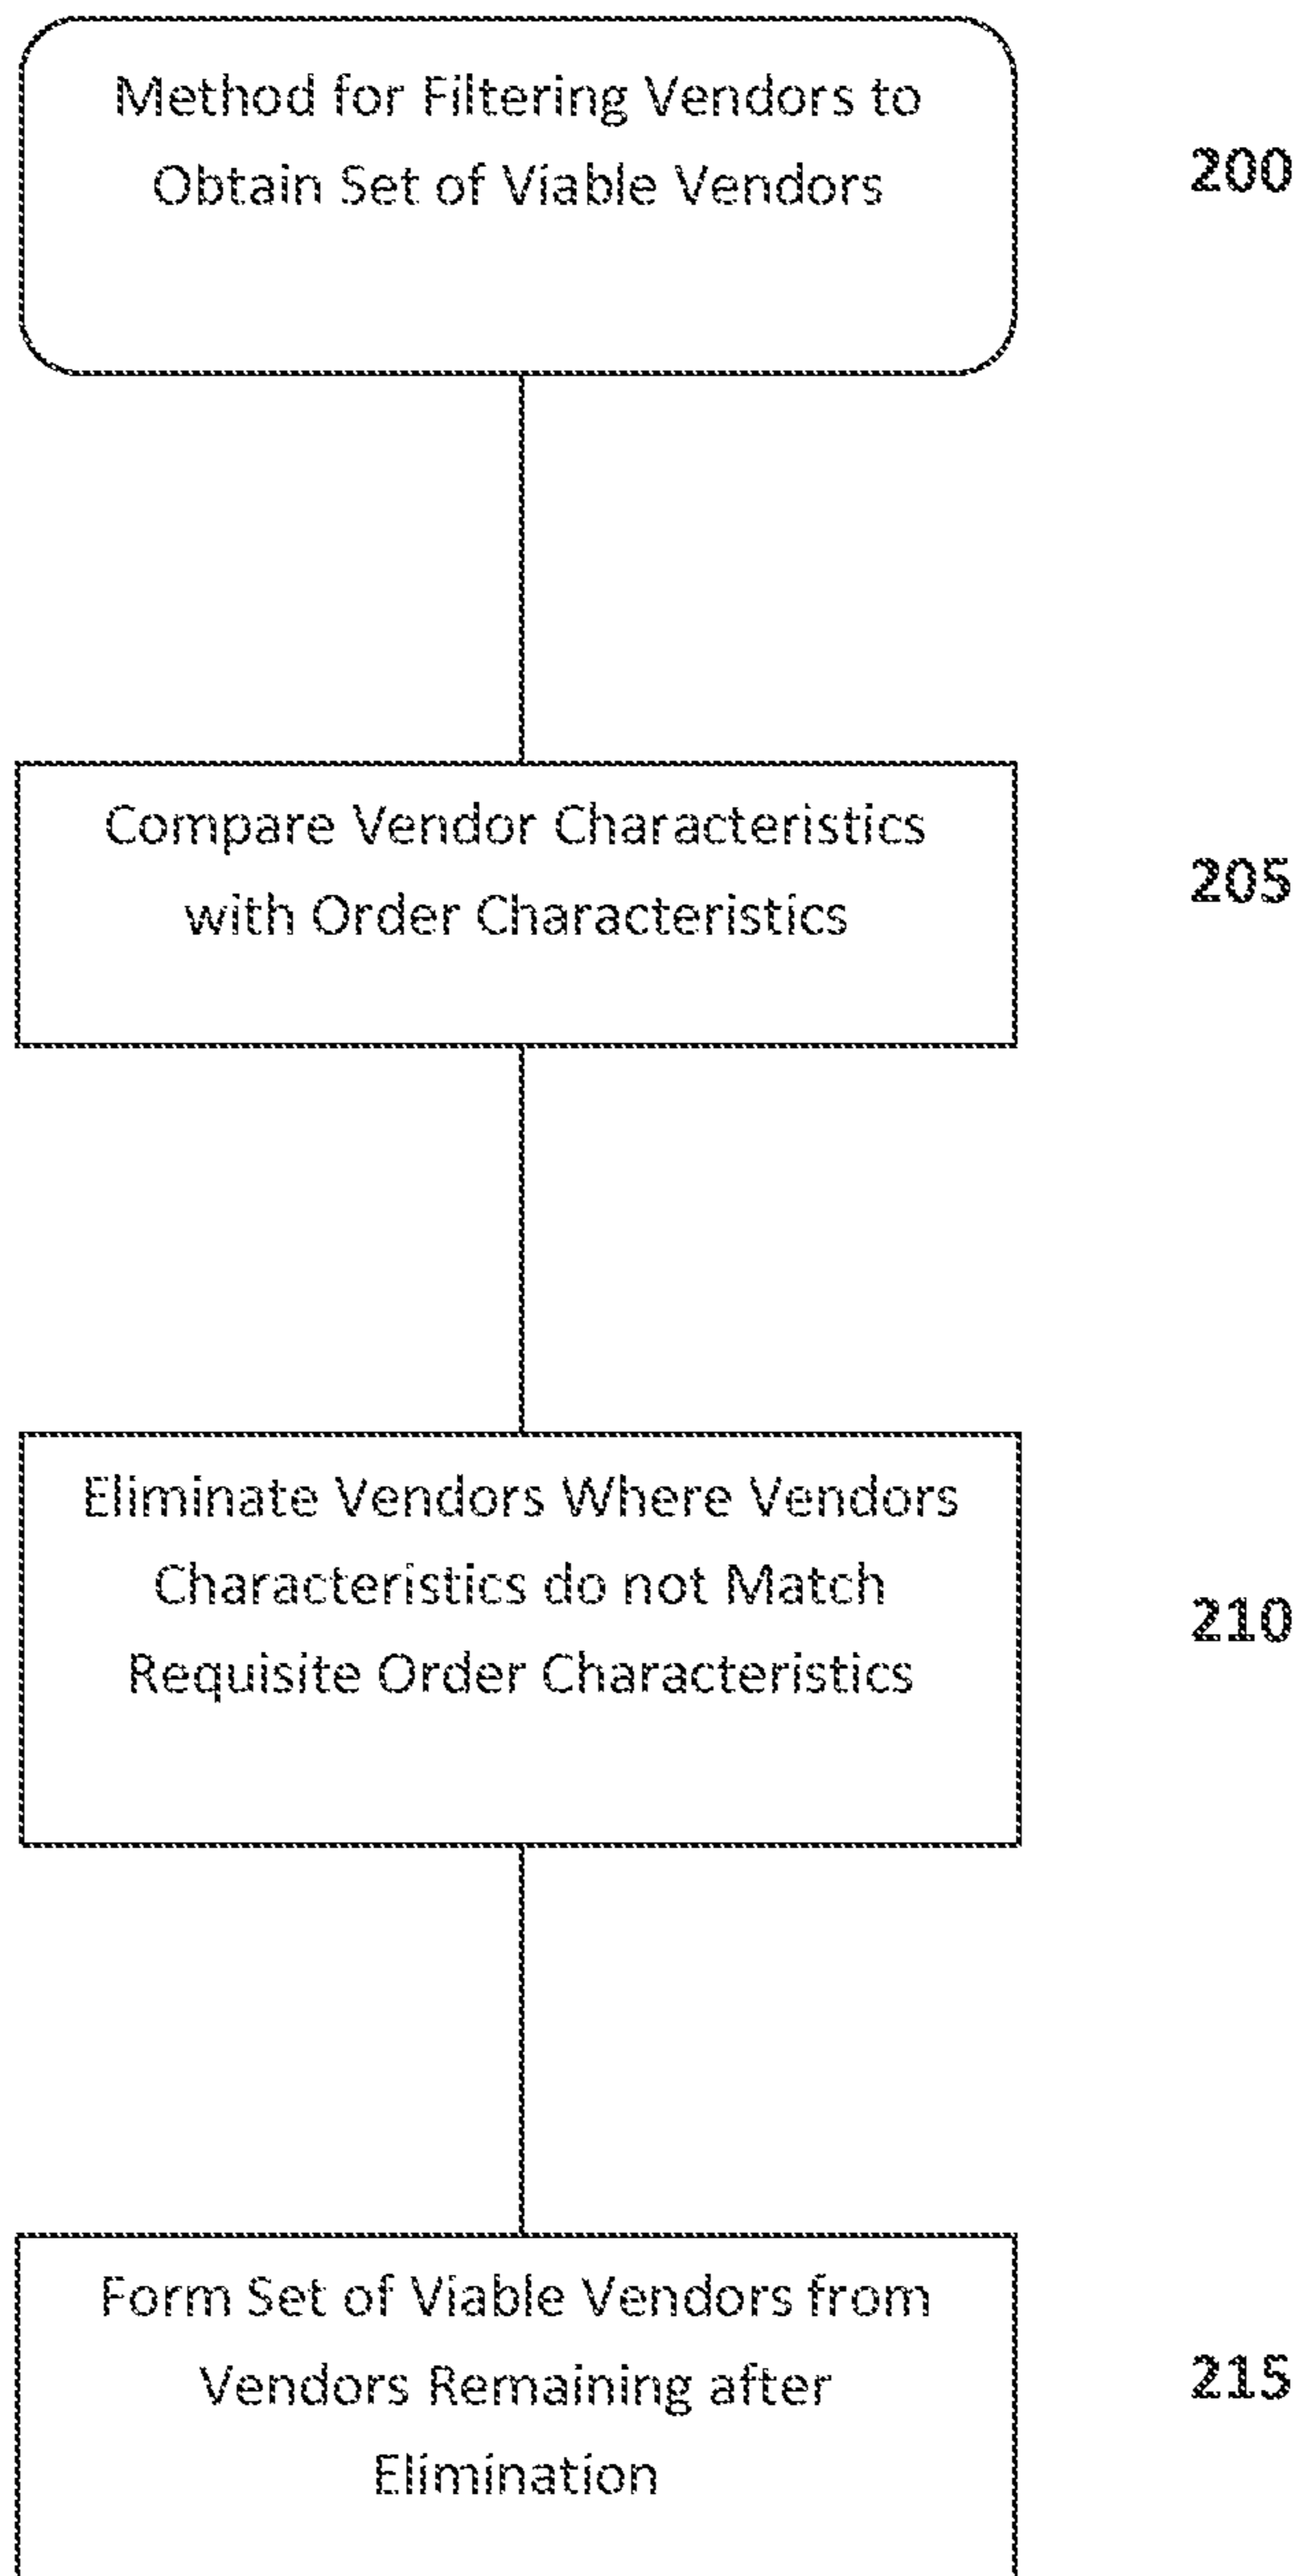 Method for Filtering Vendors to
Obtain Set of Viable Vendors
200
Compare Vendor Characteristics
with Order Characteristics
205
Eliminate Vendors Where Vendors
Characteristics do not Match
Requisite Order Characteristics
210
Form Set of Viable Vendors from
Vendors Remaining after
Elimination
215